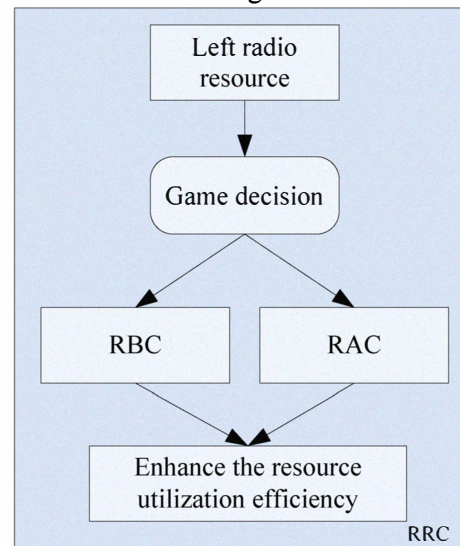 Left radio
resource
Game decision
RBC
RAC
Enhance the resource
utilization efficiency
RRC